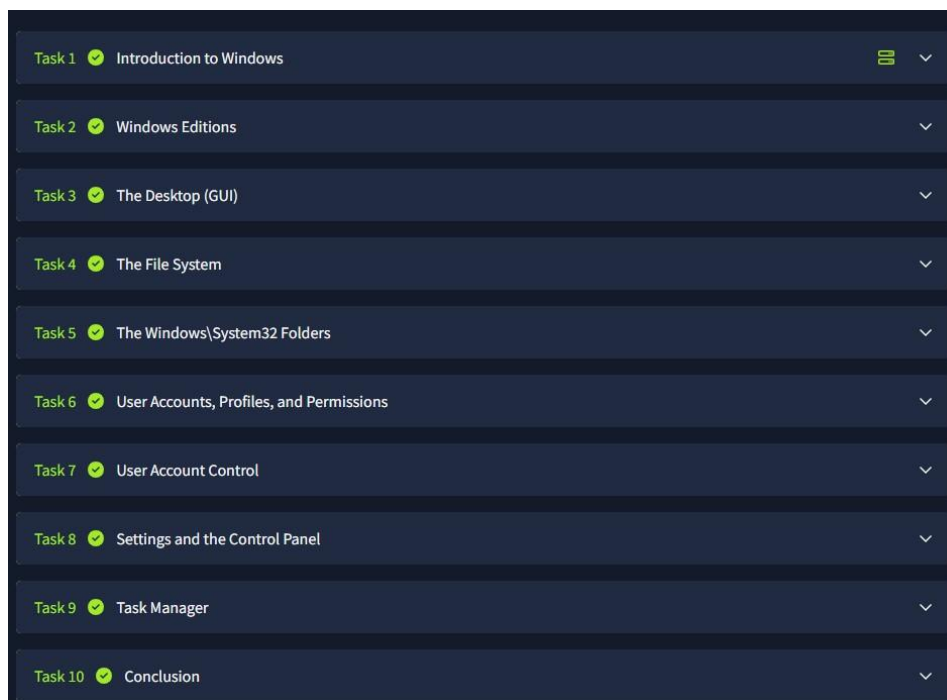 Task 1 Introduction to Windows
Task 2 Windows Editions
Task 3 The Desktop (GUI)
Task 4 The File System
Task 5 The Windows\System32 Folders
Task 6 User Accounts, Profiles, and Permissions
Task 7 User Account Control
Task 8 Settings and the Control Panel
Task 9 Task Manager
Task 10 Conclusion